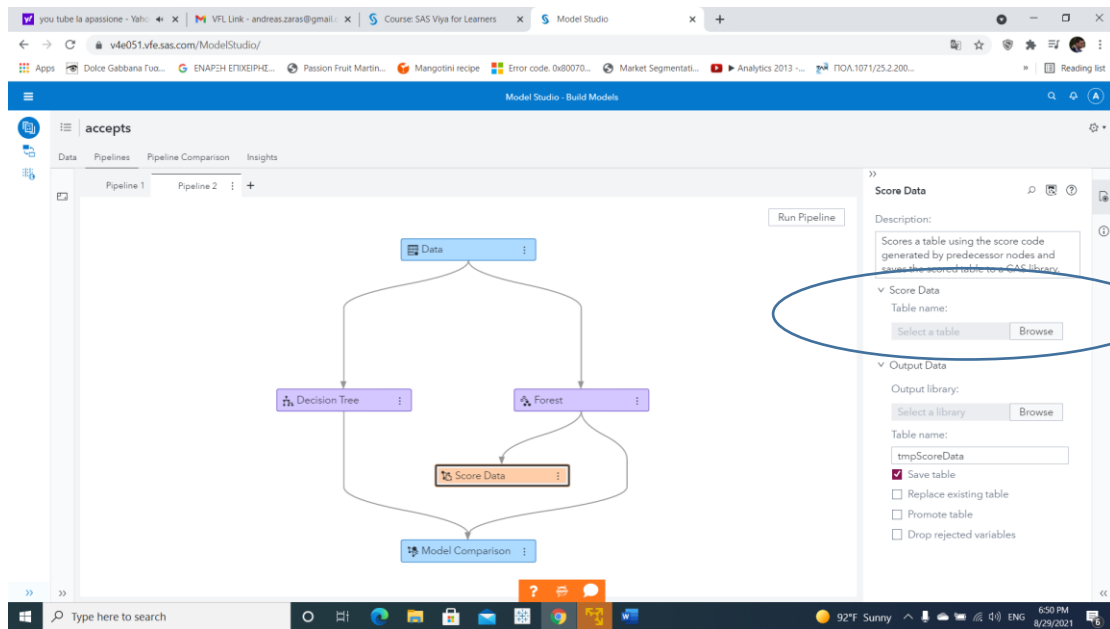 you tube la apassione - Yaho
VFL Link - andreas.zaras@gmail.c
Course: SAS Viya for Learners
Model Studio
v4e051.vfe.sas.com/ModelStudio/
Apps
Dolce Gabbana Γυα...
ΕΝΑΡΞΗ ΕΠΙΧΕΙΡΗΣ...
Passion Fruit Martin...
Mangotini recipe
Error code. 0x80070...
Market Segmentati...
Analytics 2013 -...
ΠΟΛ.1071/25.2.200...
Reading list
Model Studio - Build Models
A
accepts
Data
Pipelines
Pipeline Comparison
Insights
Pipeline 1
Pipeline 2
Run Pipeline
Data
Decision Tree
Forest
Score Data
Model Comparison
Score Data
Description:
Scores a table using the score code
generated by predecessor nodes and
saves the scored table to a CAS library.
Score Data
Table name:
Select a table
Browse
Output Data
Output library:
Select a library
Browse
Table name:
tmpScoreData
Save table
Replace existing table
Promote table
Drop rejected variables
Type here to search
92°F Sunny
ENG
6:50 PM
8/29/2021
6